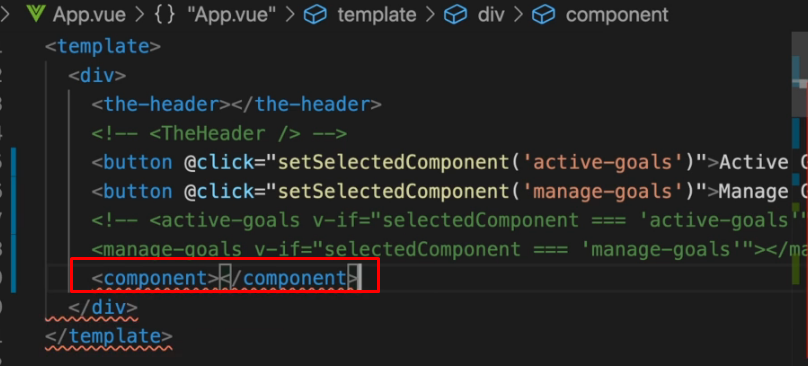 App.vue > {} "App.vue" > template > div > component
<template>
<div>
<the-header></the-header>
<!-- <TheHeader /> -->
<button @click="setSelectedComponent('active-goals')">Active
<button @click="setSelectedComponent('manage-goals')">Manage
<!-- <active-goals v-if="selectedComponent === 'active-goals'
<manage-goals v-if="selectedComponent === 'manage-goals'"></ma
<component></component>
</div>
</template>